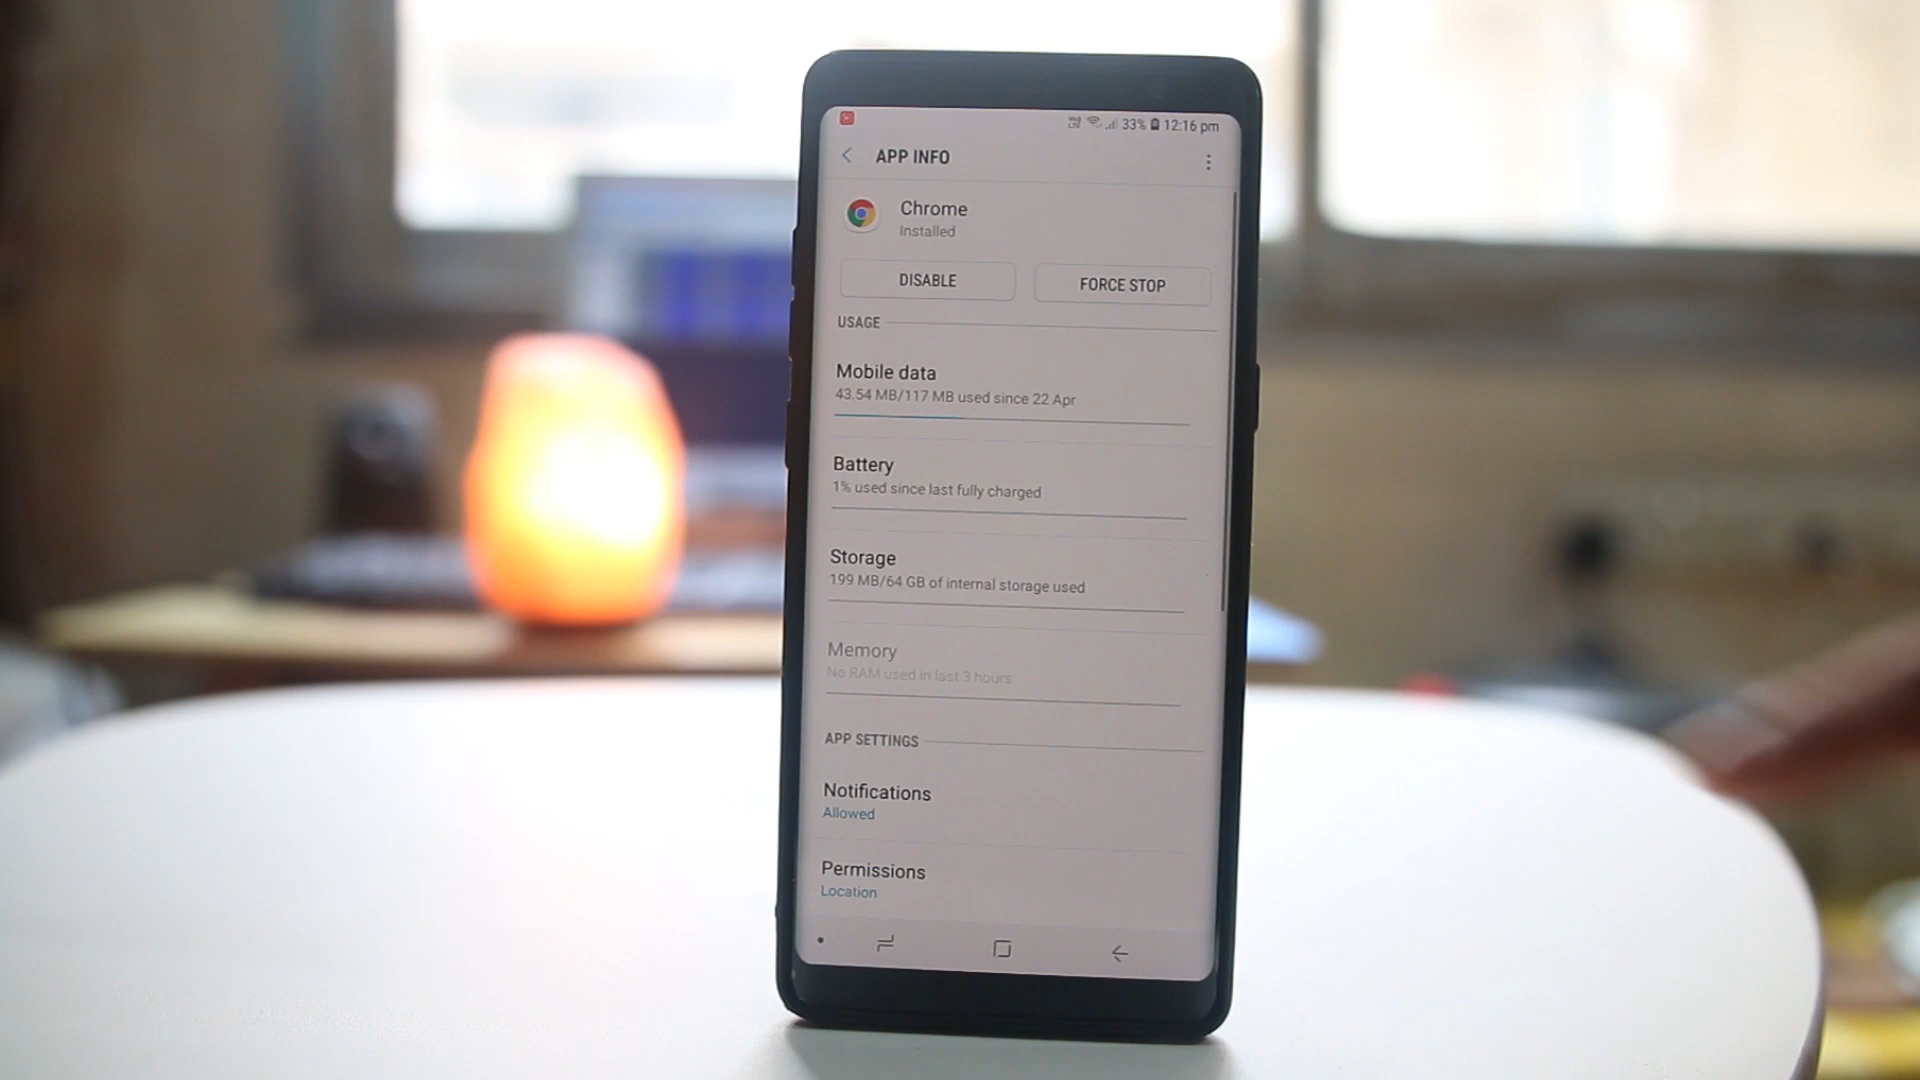 33% 12:16 pm
APP INFO
Chrome
Installed
DISABLE
FORCE STOP
USAGE
Mobile data
43.54 MB/117 MB used since 22 Apr
Battery
1% used since last fully charged
Storage
199 MB/64 GB of internal storage used
Memory
No RAM used in last 3 hours
APP SETTINGS
Notifications
Allowed
Permissions
Location